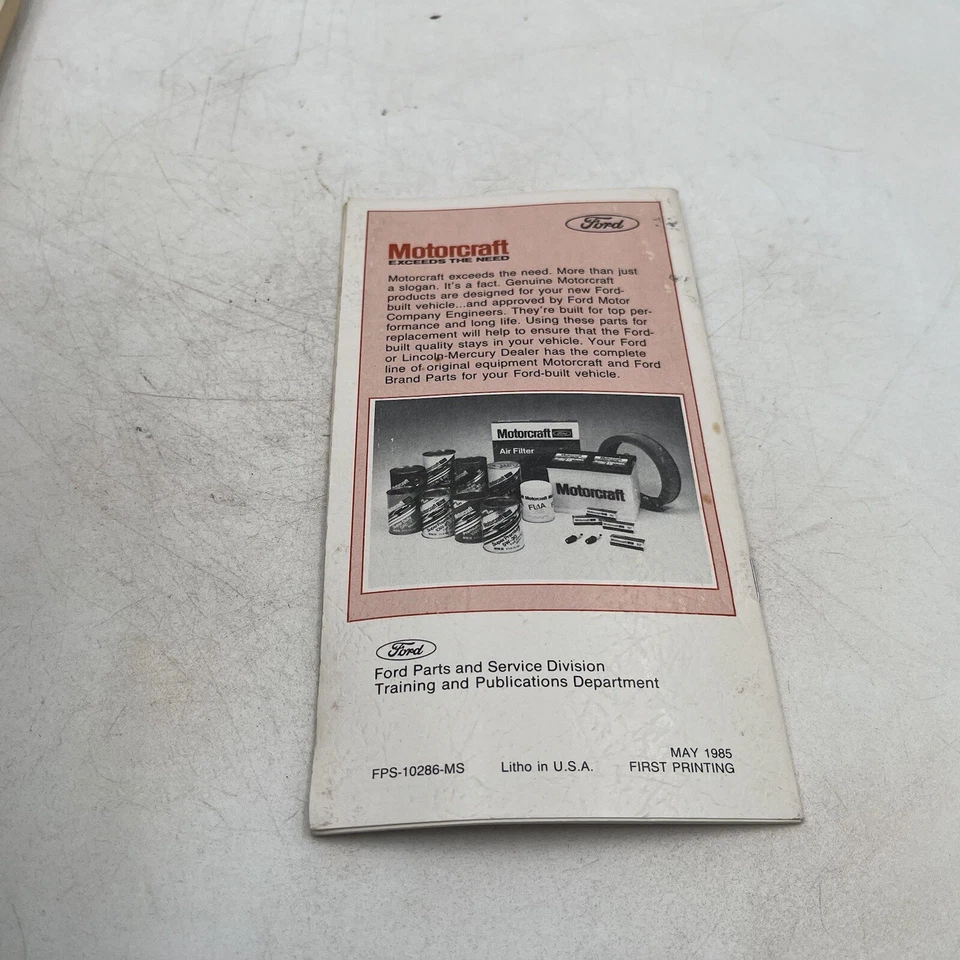 Ford
Motorcraft
EXCEEDS THE NEED
Motorcraft exceeds the need. More than just
a slogan. It's a fact. Genuine Motorcraft
products are designed for your new Ford-
built vehicle...and approved by Ford Motor
Company Engineers. They're built for top per-
formance and long life. Using these parts for
replacement will help to ensure that the Ford-
built quality stays in your vehicle. Your Ford
or Lincoln-Mercury Dealer has the complete
line of original equipment Motorcraft and Ford
Brand Parts for your Ford-built vehicle.
Motorcraft
Air Filter
Motorcraft
FL1A
Motorcraft
Ford
Ford Parts and Service Division
Training and Publications Department
MAY 1985
FPS-10286-MS Litho in U.S.A. FIRST PRINTING